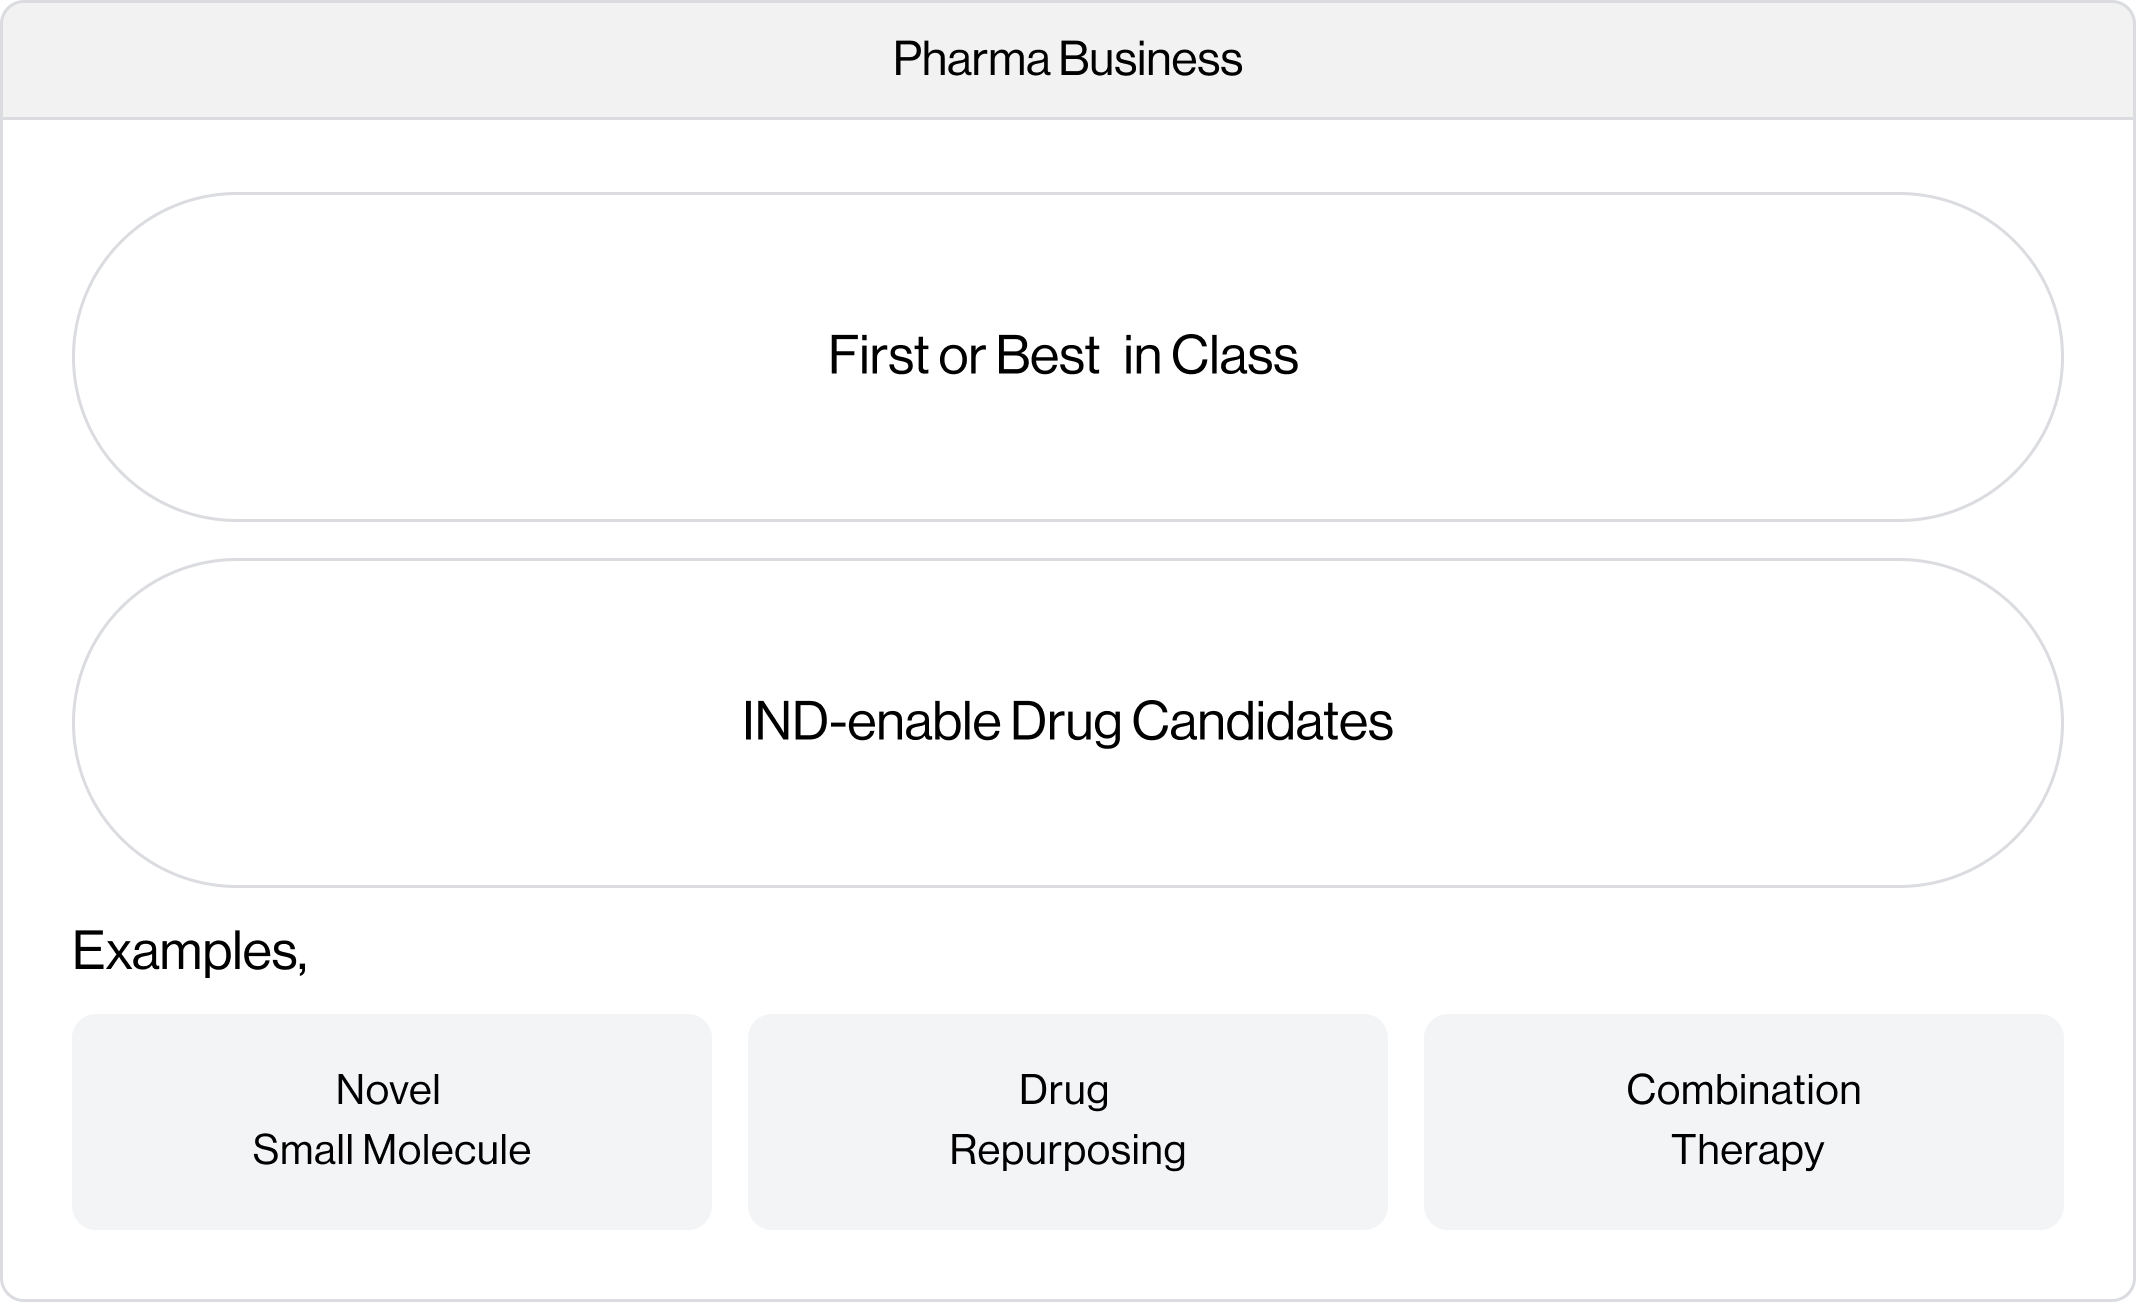 Pharma Business
First or Best  in Class
IND-enable Drug Candidates
Examples,
Novel
Small Molecule
Drug
Repurposing
Combination
Therapy